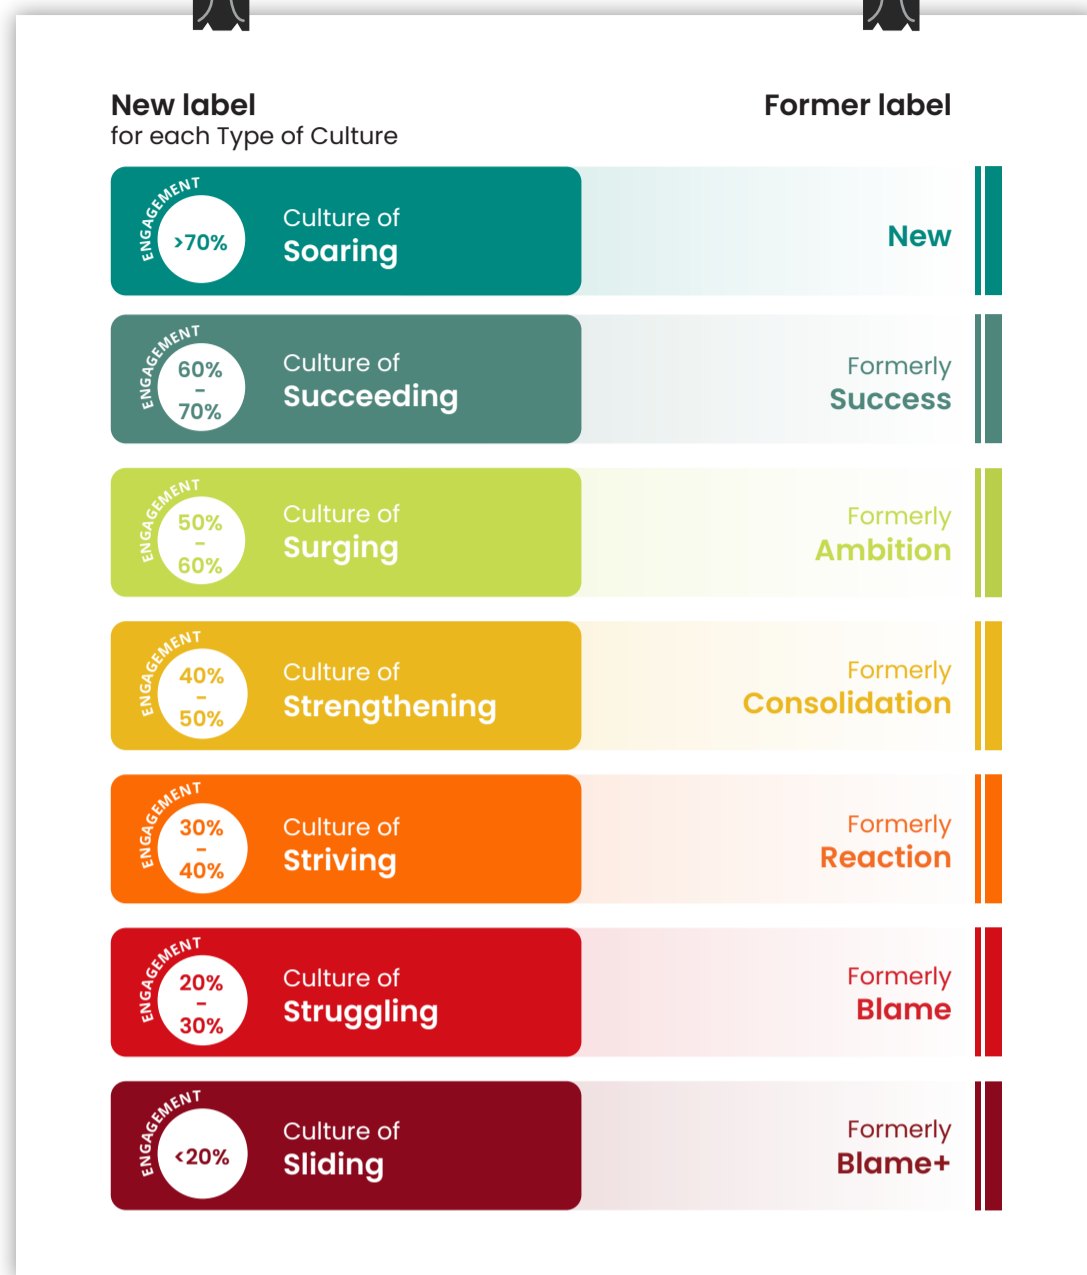 New label
for each Type of Culture
Former label
ENGAGEMENT
>70%
Culture of
Soaring
New
ENGAGEMENT
60%
–
70%
Culture of
Succeeding
Formerly
Success
ENGAGEMENT
50%
–
60%
Culture of
Surging
Formerly
Ambition
ENGAGEMENT
40%
–
50%
Culture of
Strengthening
Formerly
Consolidation
ENGAGEMENT
30%
–
40%
Culture of
Striving
Formerly
Reaction
ENGAGEMENT
20%
–
30%
Culture of
Struggling
Formerly
Blame
ENGAGEMENT
<20%
Culture of
Sliding
Formerly
Blame+